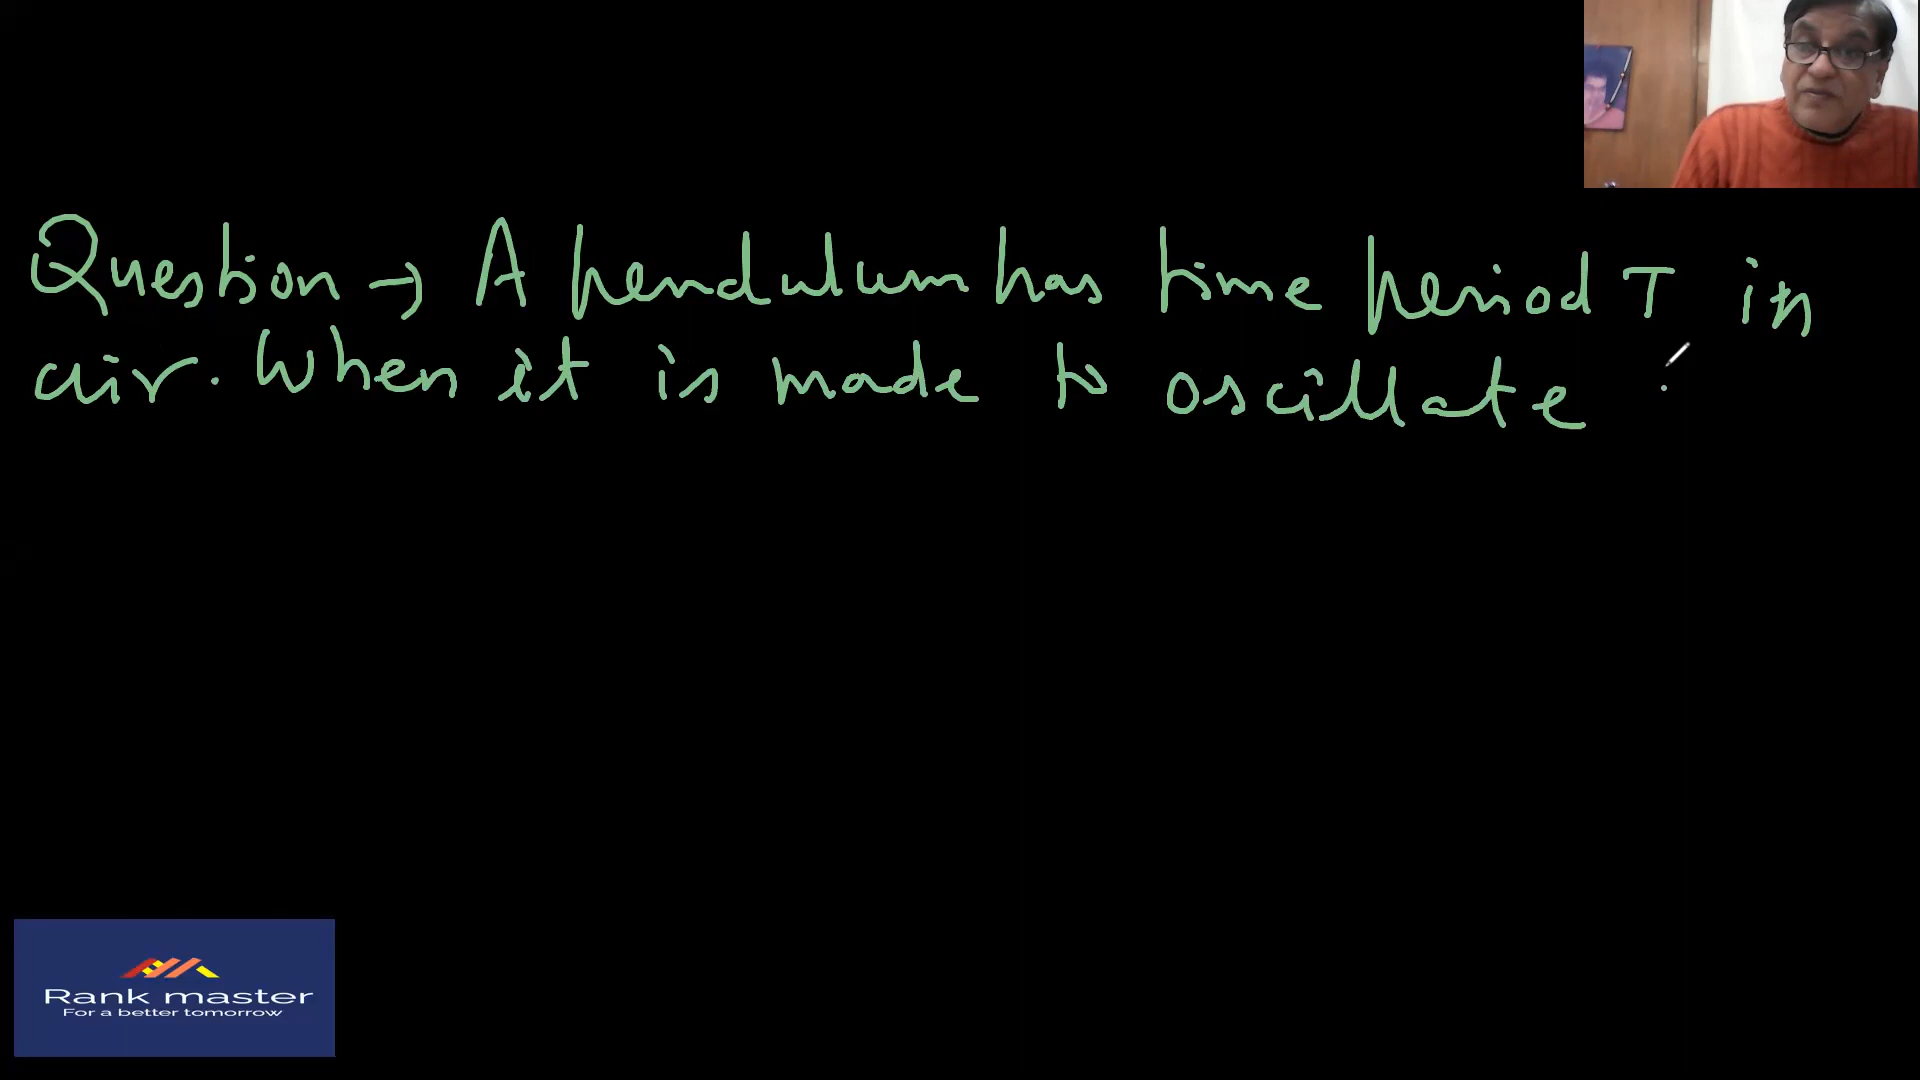 Question → A pendulum has time period T in
air. When it is made to oscillate
Rank master
For a better tomorrow